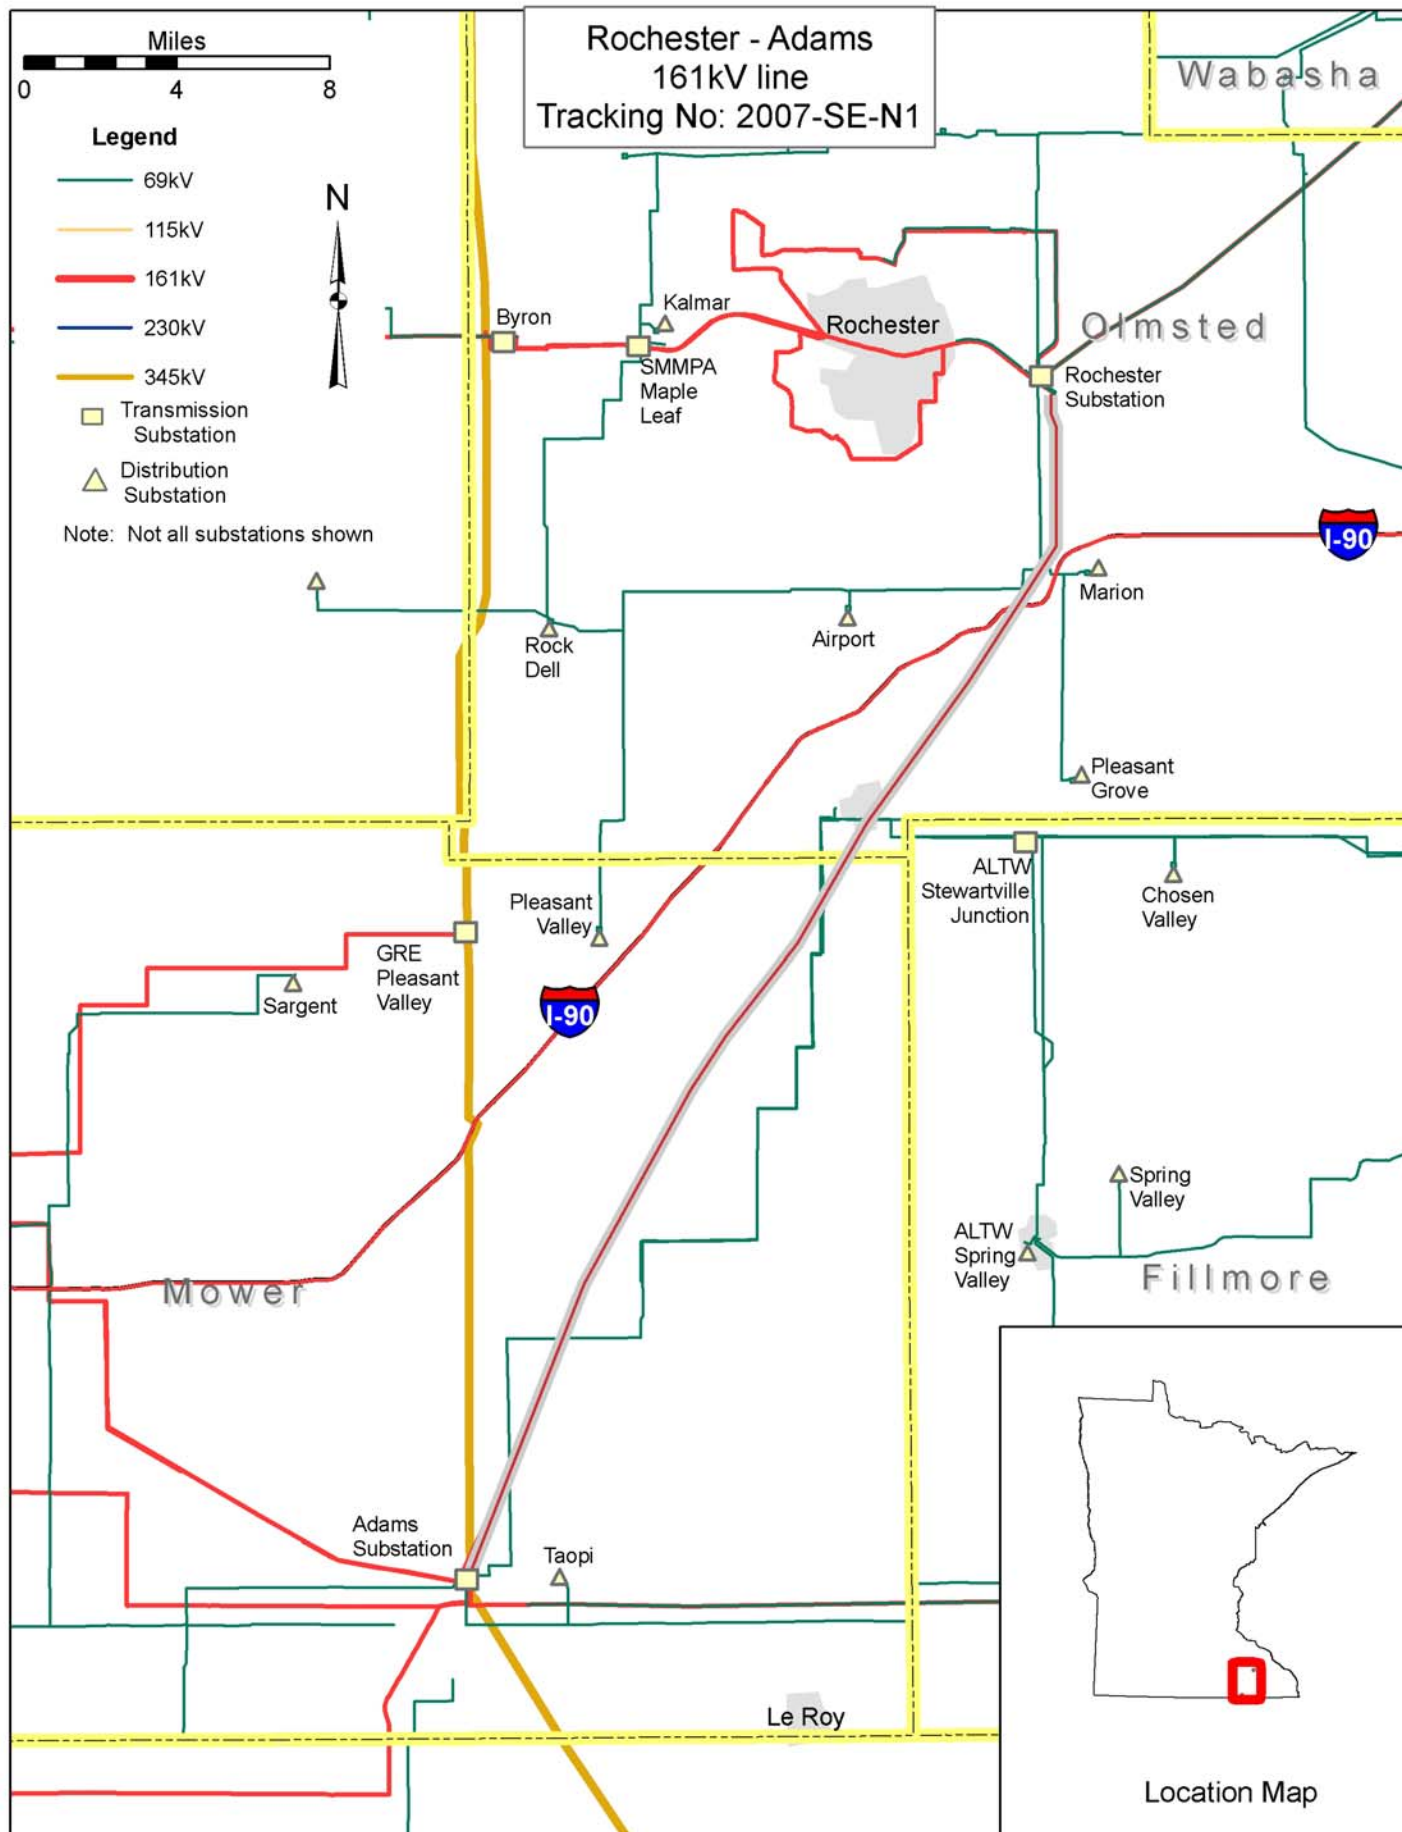 Rochester - Adams
161kV line
Tracking No: 2007-SE-N1
Miles
0 4 8
Legend
69kV
115kV
161kV
230kV
345kV
Transmission
Substation
Distribution
Substation
Note: Not all substations shown
N
Wabasha
Byron
Kalmar
SMMPA
Maple
Leaf
Rochester
Olmsted
Rochester
Substation
I-90
Marion
Airport
Rock
Dell
Pleasant
Grove
ALTW
Stewartville
Junction
Chosen
Valley
Pleasant
Valley
GRE
Pleasant
Valley
Sargent
I-90
Spring
Valley
ALTW
Spring
Valley
Fillmore
Mower
Adams
Substation
Taopi
Le Roy
Location Map